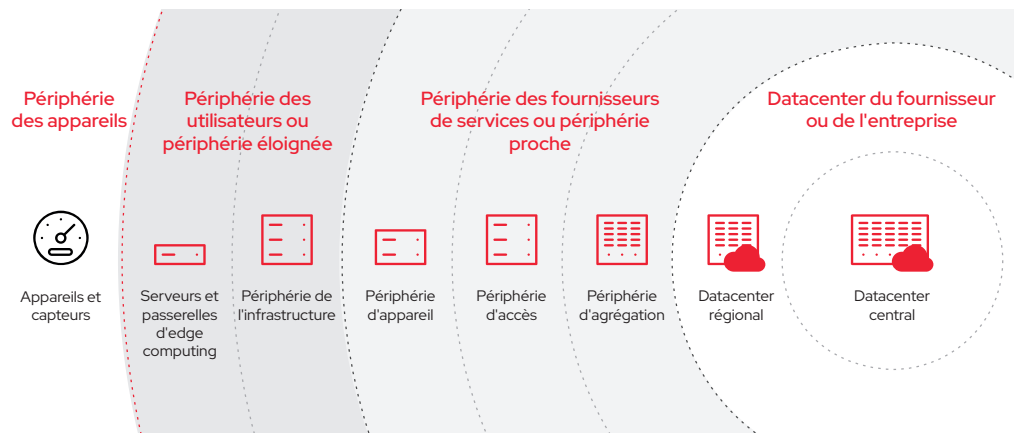 Périphérie
des appareils
Périphérie des
utilisateurs ou
périphérie éloignée
Périphérie des fournisseurs
de services ou périphérie
proche
Datacenter du fournisseur
ou de l'entreprise
Appareils et
capteurs
Serveurs et
passerelles
d'edge
computing
Périphérie de
l'infrastructure
Périphérie
d'appareil
Périphérie
d'accès
Périphérie
d'agrégation
Datacenter
régional
Datacenter
central